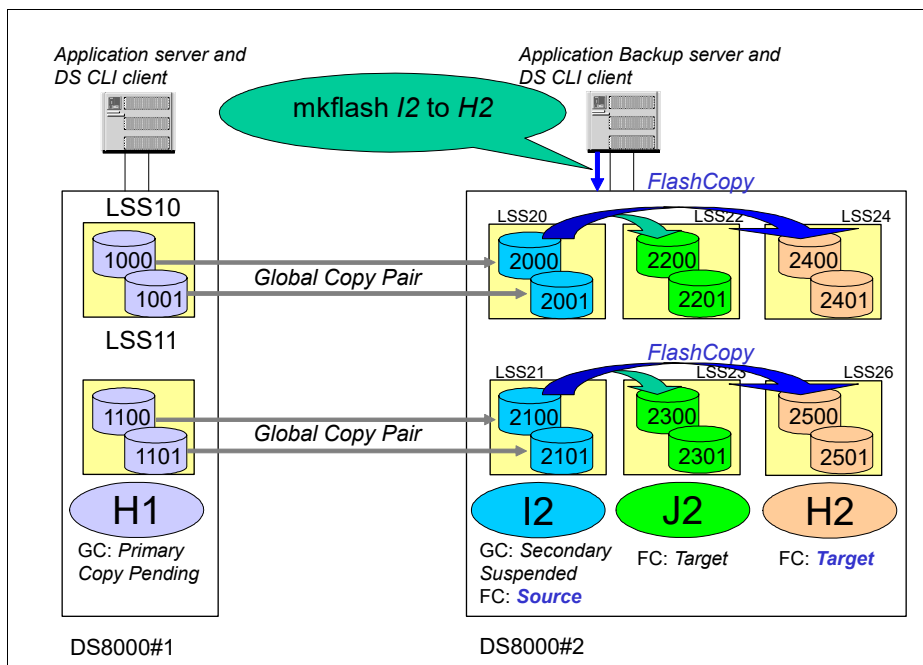 Application server and
DS CLI client
Application Backup server and
DS CLI client
mkflash I2 to H2
FlashCopy
LSS10
LSS20
LSS22
LSS24
1000
1001
Global Copy Pair
2000
2001
2200
2201
2400
2401
LSS11
FlashCopy
LSS21
LSS23
LSS26
1100
1101
Global Copy Pair
2100
2101
2300
2301
2500
2501
H1
I2
J2
H2
GC: Primary
Copy Pending
GC: Secondary
Suspended
FC: Source
FC: Target
FC: Target
DS8000#1
DS8000#2